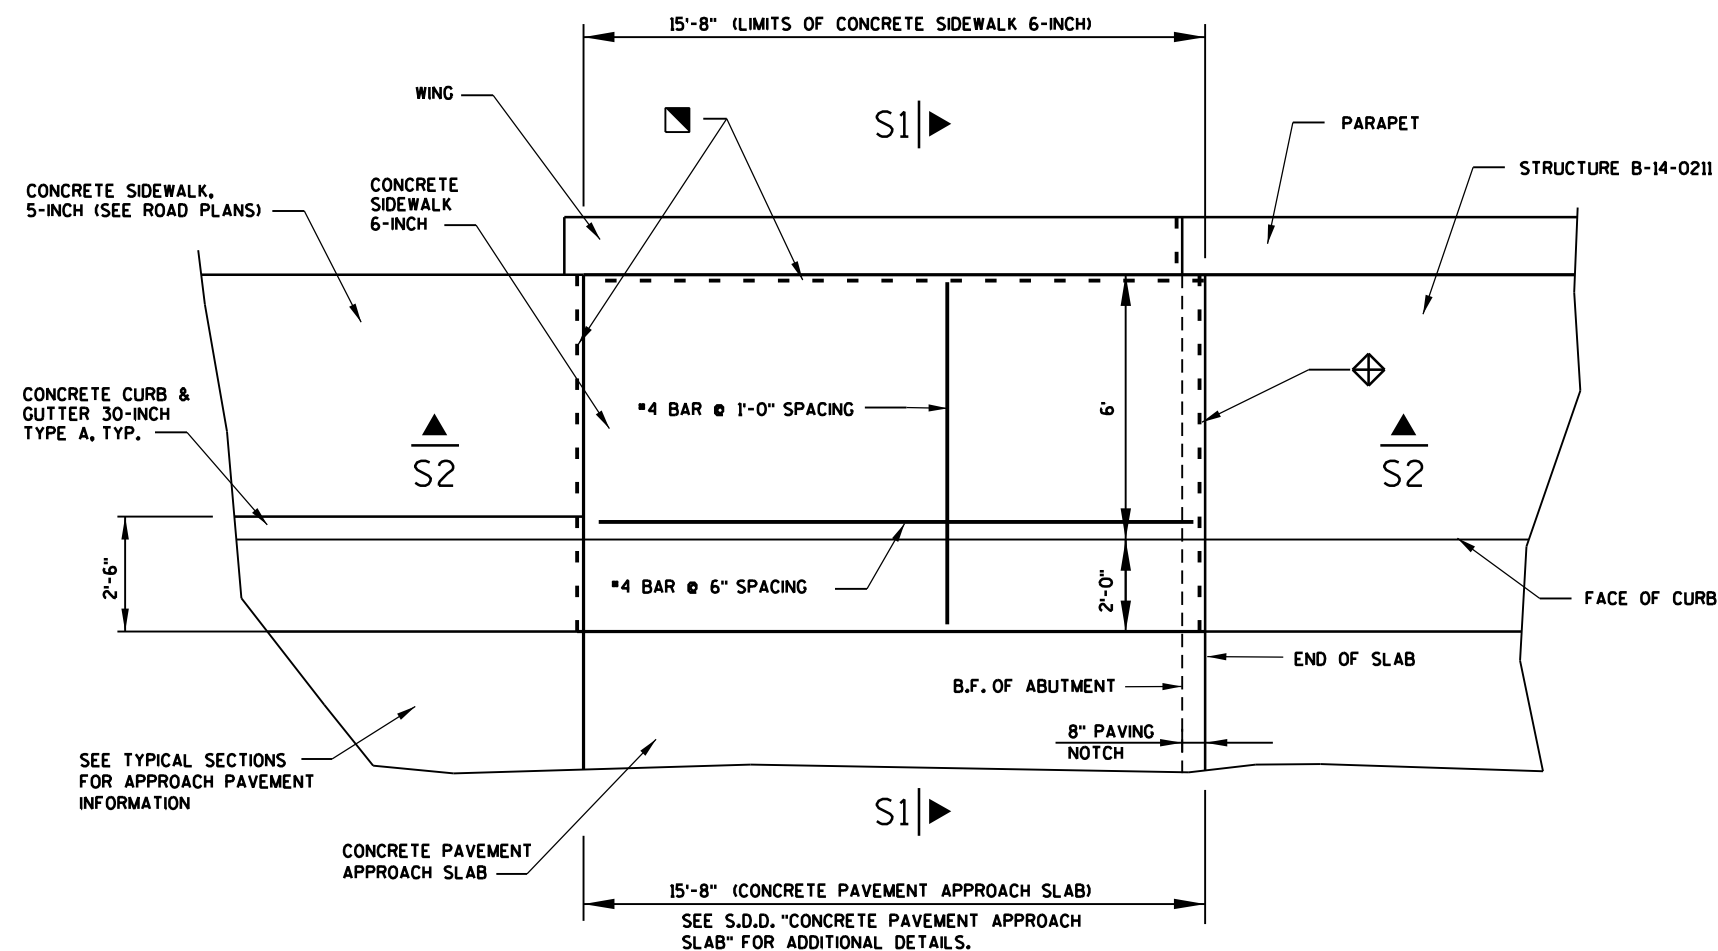 15'-8" (LIMITS OF CONCRETE SIDEWALK 6-INCH)
WING
S1
PARAPET
STRUCTURE B-14-0211
CONCRETE SIDEWALK,
5-INCH (SEE ROAD PLANS)
CONCRETE
SIDEWALK
6-INCH
CONCRETE CURB &
GUTTER 30-INCH
TYPE A, TYP.
#4 BAR @ 1'-0" SPACING
6'
S2
S2
2'-6"
#4 BAR @ 6" SPACING
2'-0"
FACE OF CURB
END OF SLAB
B.F. OF ABUTMENT
8" PAVING
NOTCH
SEE TYPICAL SECTIONS
FOR APPROACH PAVEMENT
INFORMATION
S1
CONCRETE PAVEMENT
APPROACH SLAB
15'-8" (CONCRETE PAVEMENT APPROACH SLAB)
SEE S.D.D. "CONCRETE PAVEMENT APPROACH
SLAB" FOR ADDITIONAL DETAILS.